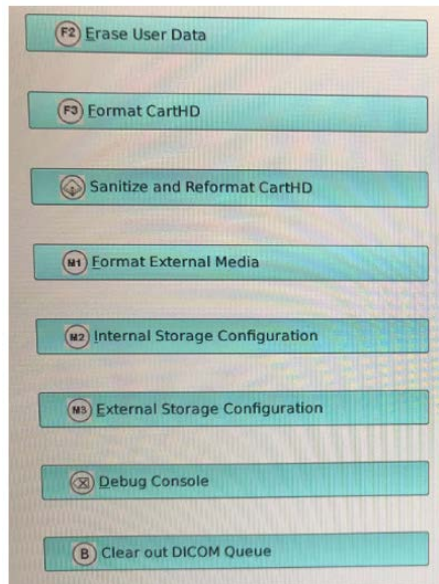 F2 Erase User Data
F3 Format CartHD
Sanitize and Reformat CartHD
M1 Format External Media
M2 Internal Storage Configuration
M3 External Storage Configuration
Debug Console
B Clear out DICOM Queue